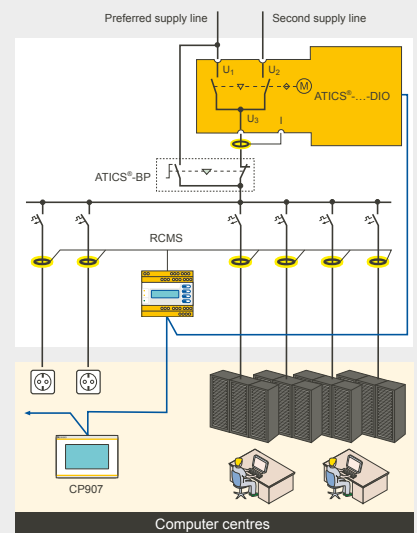 Preferred supply line
Second supply line
U1
U2
M
ATICS®-...-DIO
U3
I
ATICS®-BP
RCMS
CP907
Computer centres